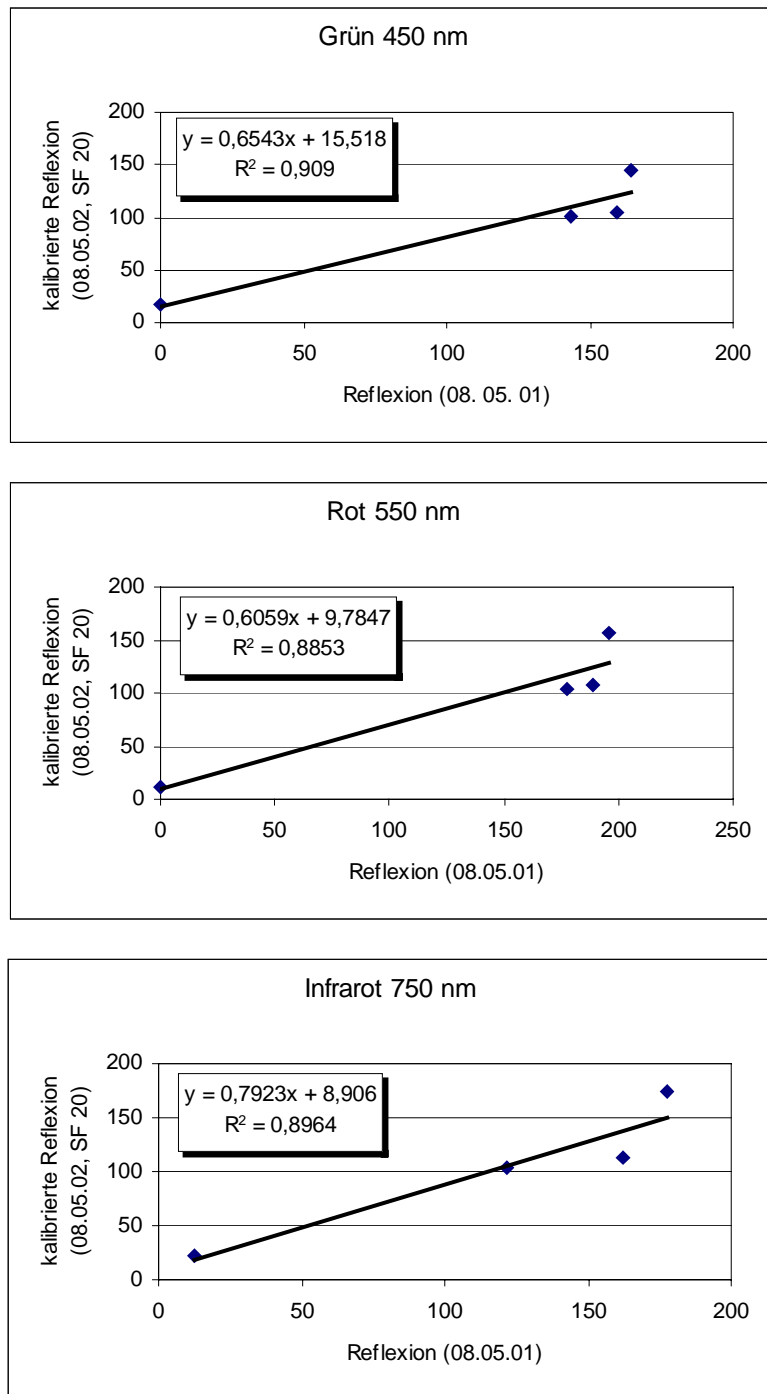 Grün 450 nm
kalibrierte Reflexion
(08.05.02, SF 20)
200
150
100
50
0
y = 0,6543x + 15,518
R² = 0,909
0 50 100 150 200
Reflexion (08. 05. 01)
Rot 550 nm
kalibrierte Reflexion
(08.05.02, SF 20)
200
150
100
50
0
y = 0,6059x + 9,7847
R² = 0,8853
0 50 100 150 200 250
Reflexion (08.05.01)
Infrarot 750 nm
kalibrierte Reflexion
(08.05.02, SF 20)
200
150
100
50
0
y = 0,7923x + 8,906
R² = 0,8964
0 50 100 150 200
Reflexion (08.05.01)